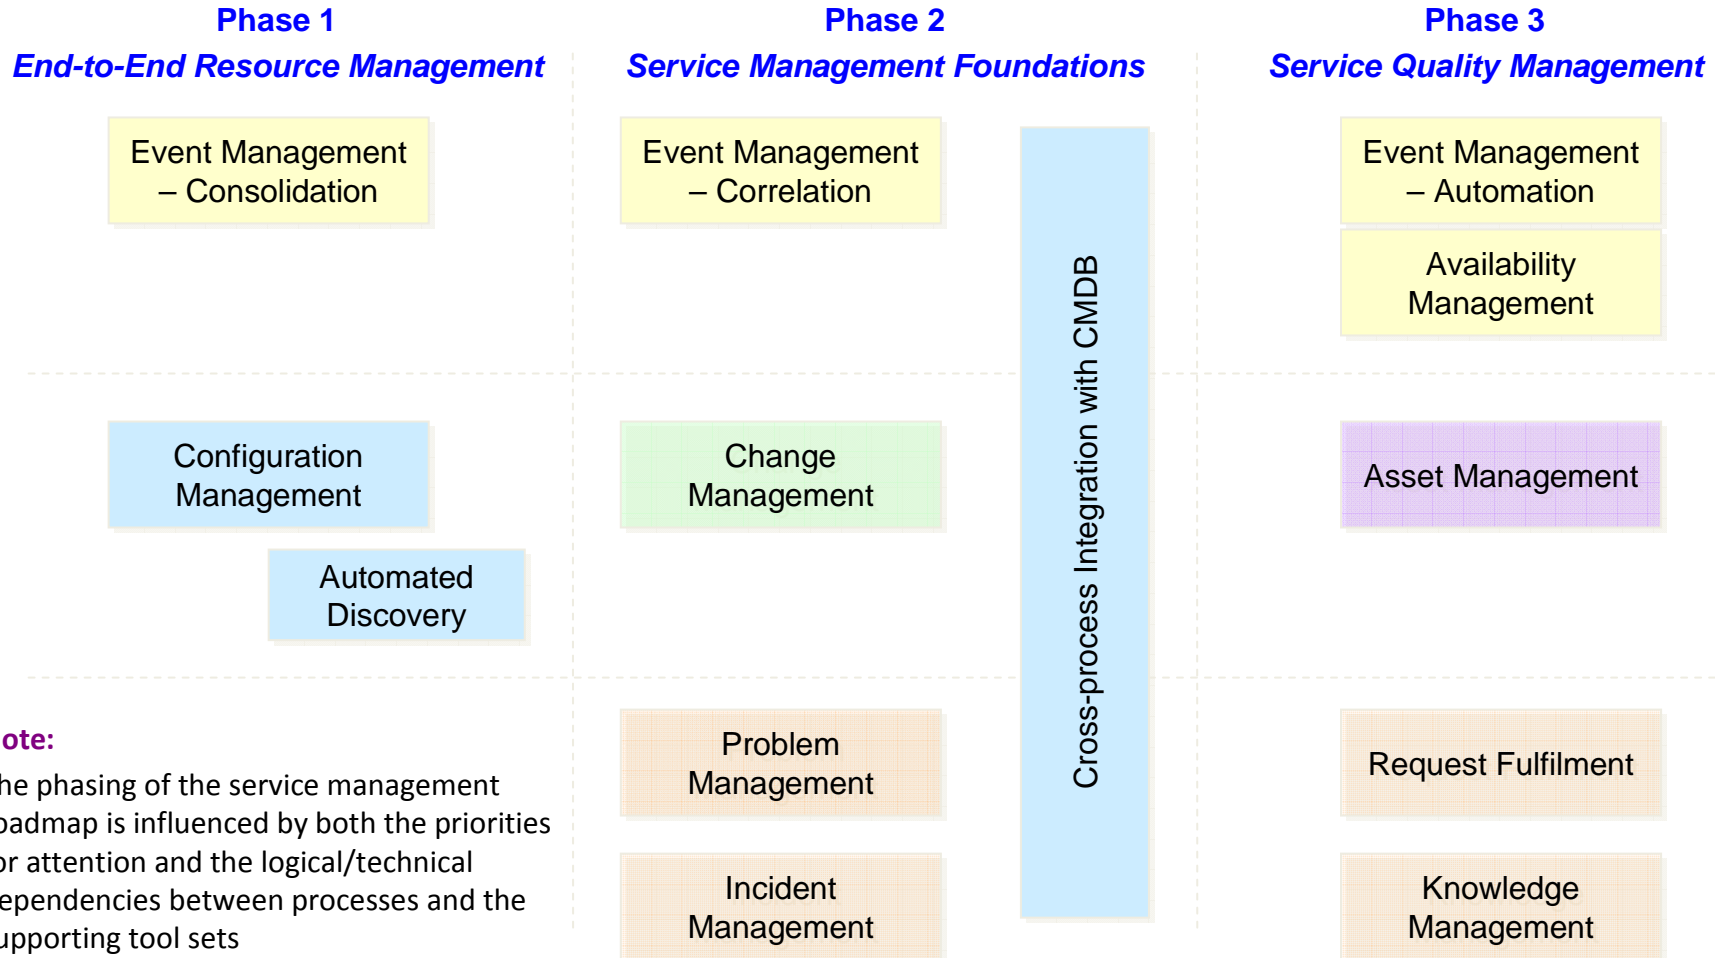 Phase 1
End-to-End Resource Management
Phase 2
Service Management Foundations
Phase 3
Service Quality Management
Event Management
– Consolidation
Event Management
– Correlation
Event Management
– Automation
Availability
Management
Cross-process Integration with CMDB
Configuration
Management
Automated
Discovery
Change
Management
Asset Management
Problem
Management
Incident
Management
Request Fulfilment
Knowledge
Management
ote:
he phasing of the service management
oadmap is influenced by both the priorities
or attention and the logical/technical
ependencies between processes and the
upporting tool sets